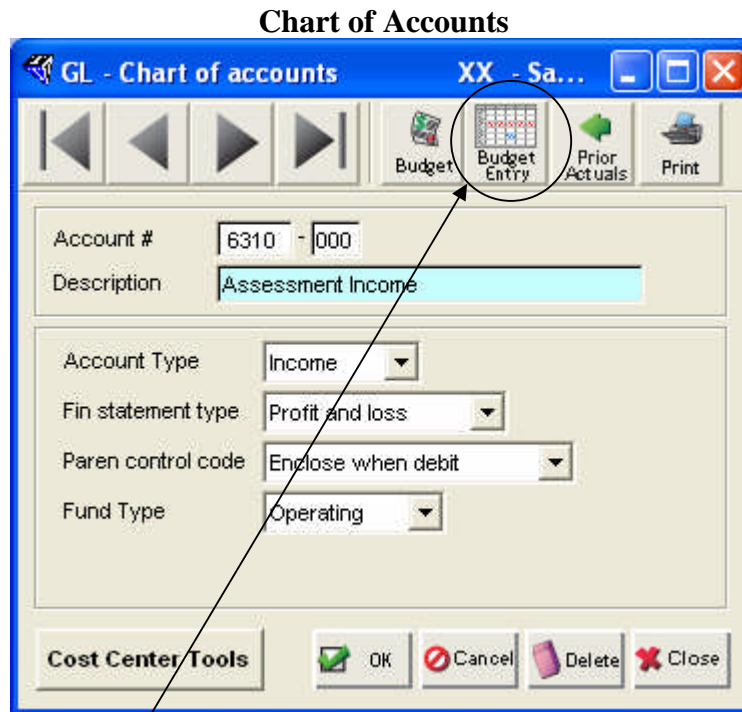 Chart of Accounts
GL - Chart of accounts XX - Sa...
Budget Budget Entry Prior Actuals Print
Account # 6310 - 000
Description Assessment Income
Account Type Income
Fin statement type Profit and loss
Paren control code Enclose when debit
Fund Type Operating
Cost Center Tools OK Cancel Delete Close